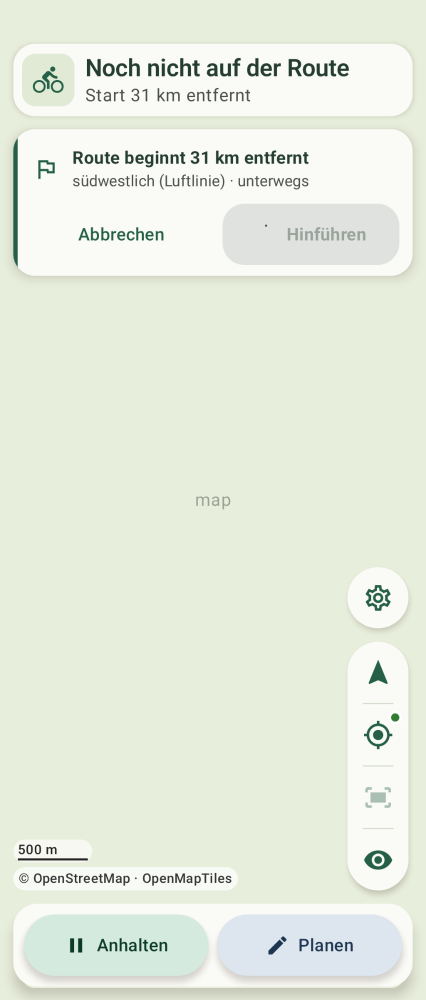 Noch nicht auf der Route
Start 31 km entfernt
Route beginnt 31 km entfernt
südwestlich (Luftlinie) · unterwegs
Abbrechen
Hinführen
map
500 m
© OpenStreetMap · OpenMapTiles
Anhalten
Planen